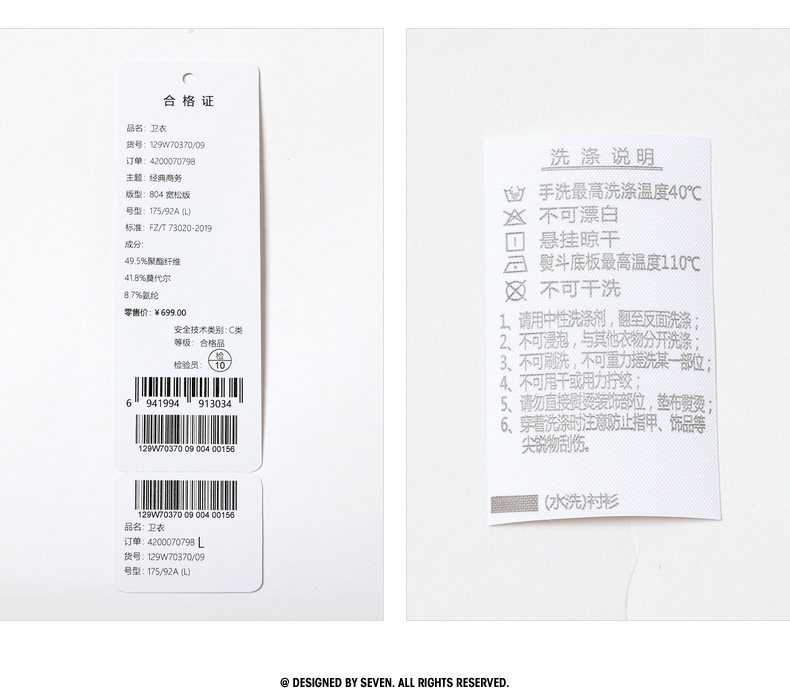 合格证
品名: 卫衣
货号: 129W70370/09
订单: 4200070798
主题: 经典商务
版型: 804 宽松版
号型: 175/92A (L)
标准: FZ/T 73020-2019
成分:
49.5%聚酯纤维
41.8%莫代尔
8.7%氨纶
零售价: ¥699.00
安全技术类别: C类
等级: 合格品
检验员: 检10
6 941994 913034
129W70370 09 004 00156
129W70370 09 004 00156
品名: 卫衣
订单: 4200070798 L
货号: 129W70370/09
号型: 175/92A (L)
洗涤说明
手洗最高洗涤温度40℃
不可漂白
悬挂晾干
熨斗底板最高温度110℃
不可干洗
1、请用中性洗涤剂，翻至反面洗涤；
2、不可浸泡，与其他衣物分开洗涤；
3、不可刷洗，不可重力搓洗某一部位；
4、不可甩干或用力拧绞；
5、请勿直接熨烫装饰部位，垫布熨烫；
6、穿着洗涤时注意防止指甲、饰品等
尖锐物刮伤。
(水洗)衬衫
@ DESIGNED BY SEVEN. ALL RIGHTS RESERVED.